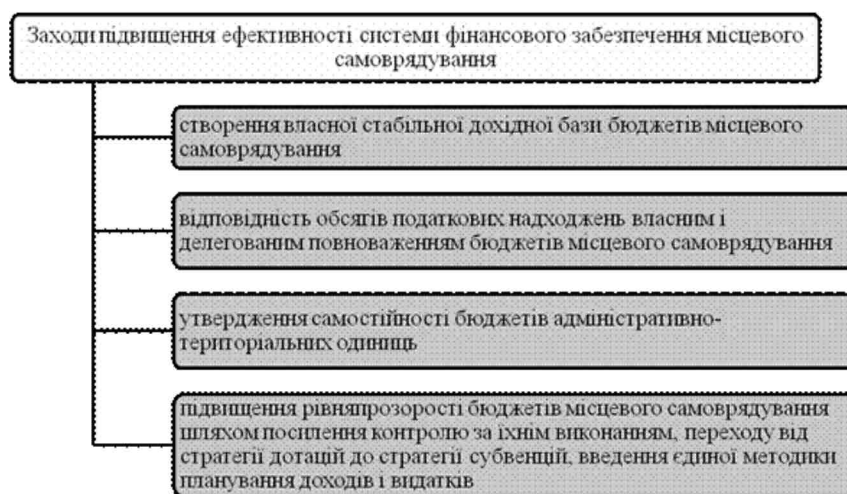 Заходи підвищення ефективності системи фінансового забезпечення місцевого
самоврядування
створення власної стабільної дохідної бази бюджетів місцевого
самоврядування
відповідність обсягів податкових надходжень власним і
делегованим повноваженням бюджетів місцевого самоврядування
утвердження самостійності бюджетів адміністративно-
територіальних одиниць
підвищення рівняпрозорості бюджетів місцевого самоврядування
шляхом посилення контролю за їхнім виконанням, переходу від
стратегії дотацій до стратегії субвенцій, введення єдиної методики
планування доходів і видатків